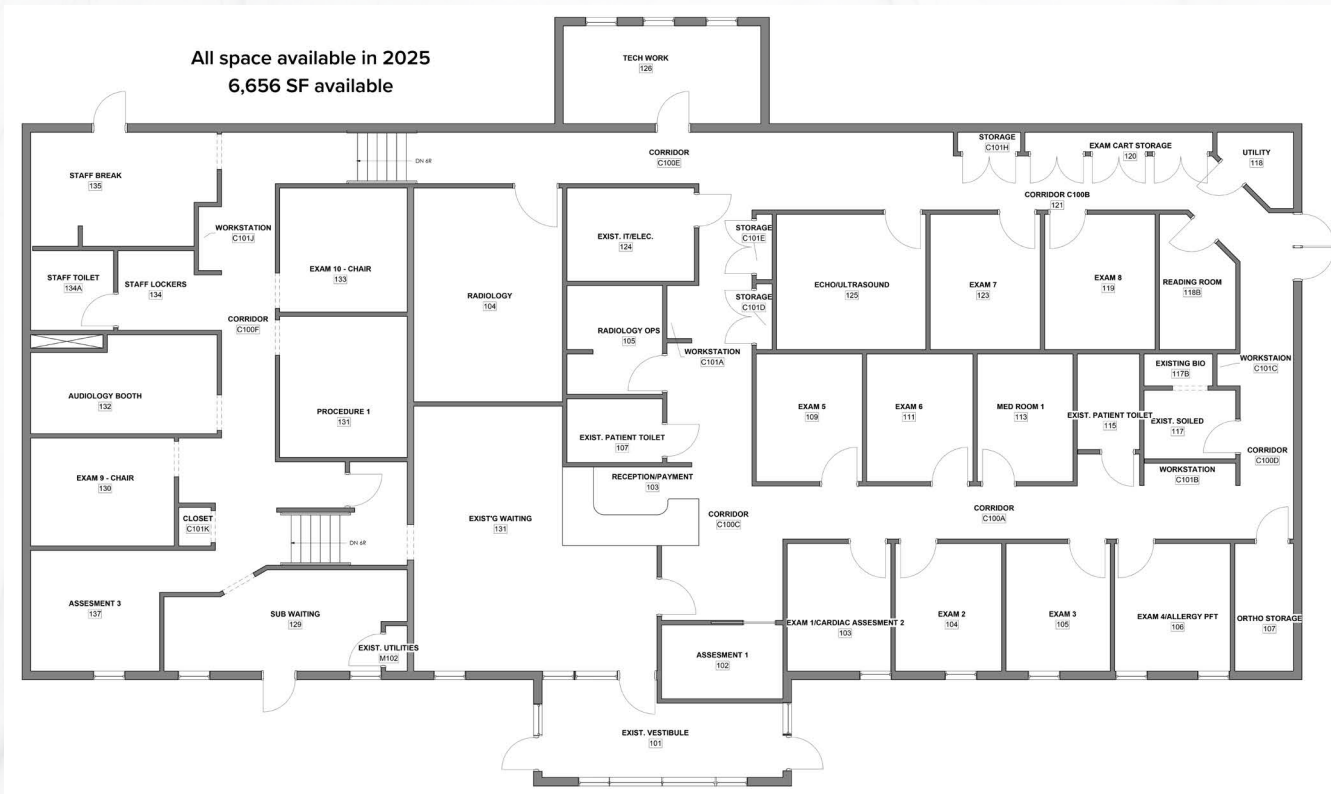 All space available in 2025
6,656 SF available
TECH WORK
126
STAFF BREAK
135
DN 6R
CORRIDOR
C100E
STORAGE
C101H
EXAM CART STORAGE
120
UTILITY
118
CORRIDOR C100B
121
WORKSTATION
C101J
STAFF TOILET
134A
STAFF LOCKERS
134
EXAM 10 - CHAIR
133
RADIOLOGY
104
EXIST. IT/ELEC.
124
STORAGE
C101E
STORAGE
C101D
ECHO/ULTRASOUND
125
EXAM 7
123
EXAM 8
119
READING ROOM
118B
CORRIDOR
C100F
RADIOLOGY OPS
105
WORKSTATION
C101A
EXISTING BIO
117B
WORKSTAION
C101C
AUDIOLOGY BOOTH
132
PROCEDURE 1
131
EXIST. PATIENT TOILET
107
EXAM 5
109
EXAM 6
111
MED ROOM 1
113
EXIST. PATIENT TOILET
115
EXIST. SOILED
117
CORRIDOR
C100D
EXAM 9 - CHAIR
130
RECEPTION/PAYMENT
103
WORKSTATION
C101B
CLOSET
C101K
EXIST'G WAITING
131
CORRIDOR
C100C
CORRIDOR
C100A
DN 6R
ASSESMENT 3
137
SUB WAITING
129
EXIST. UTILITIES
M102
ASSESMENT 1
102
EXAM 1/CARDIAC ASSESMENT 2
103
EXAM 2
104
EXAM 3
105
EXAM 4/ALLERGY PFT
106
ORTHO STORAGE
107
EXIST. VESTIBULE
101